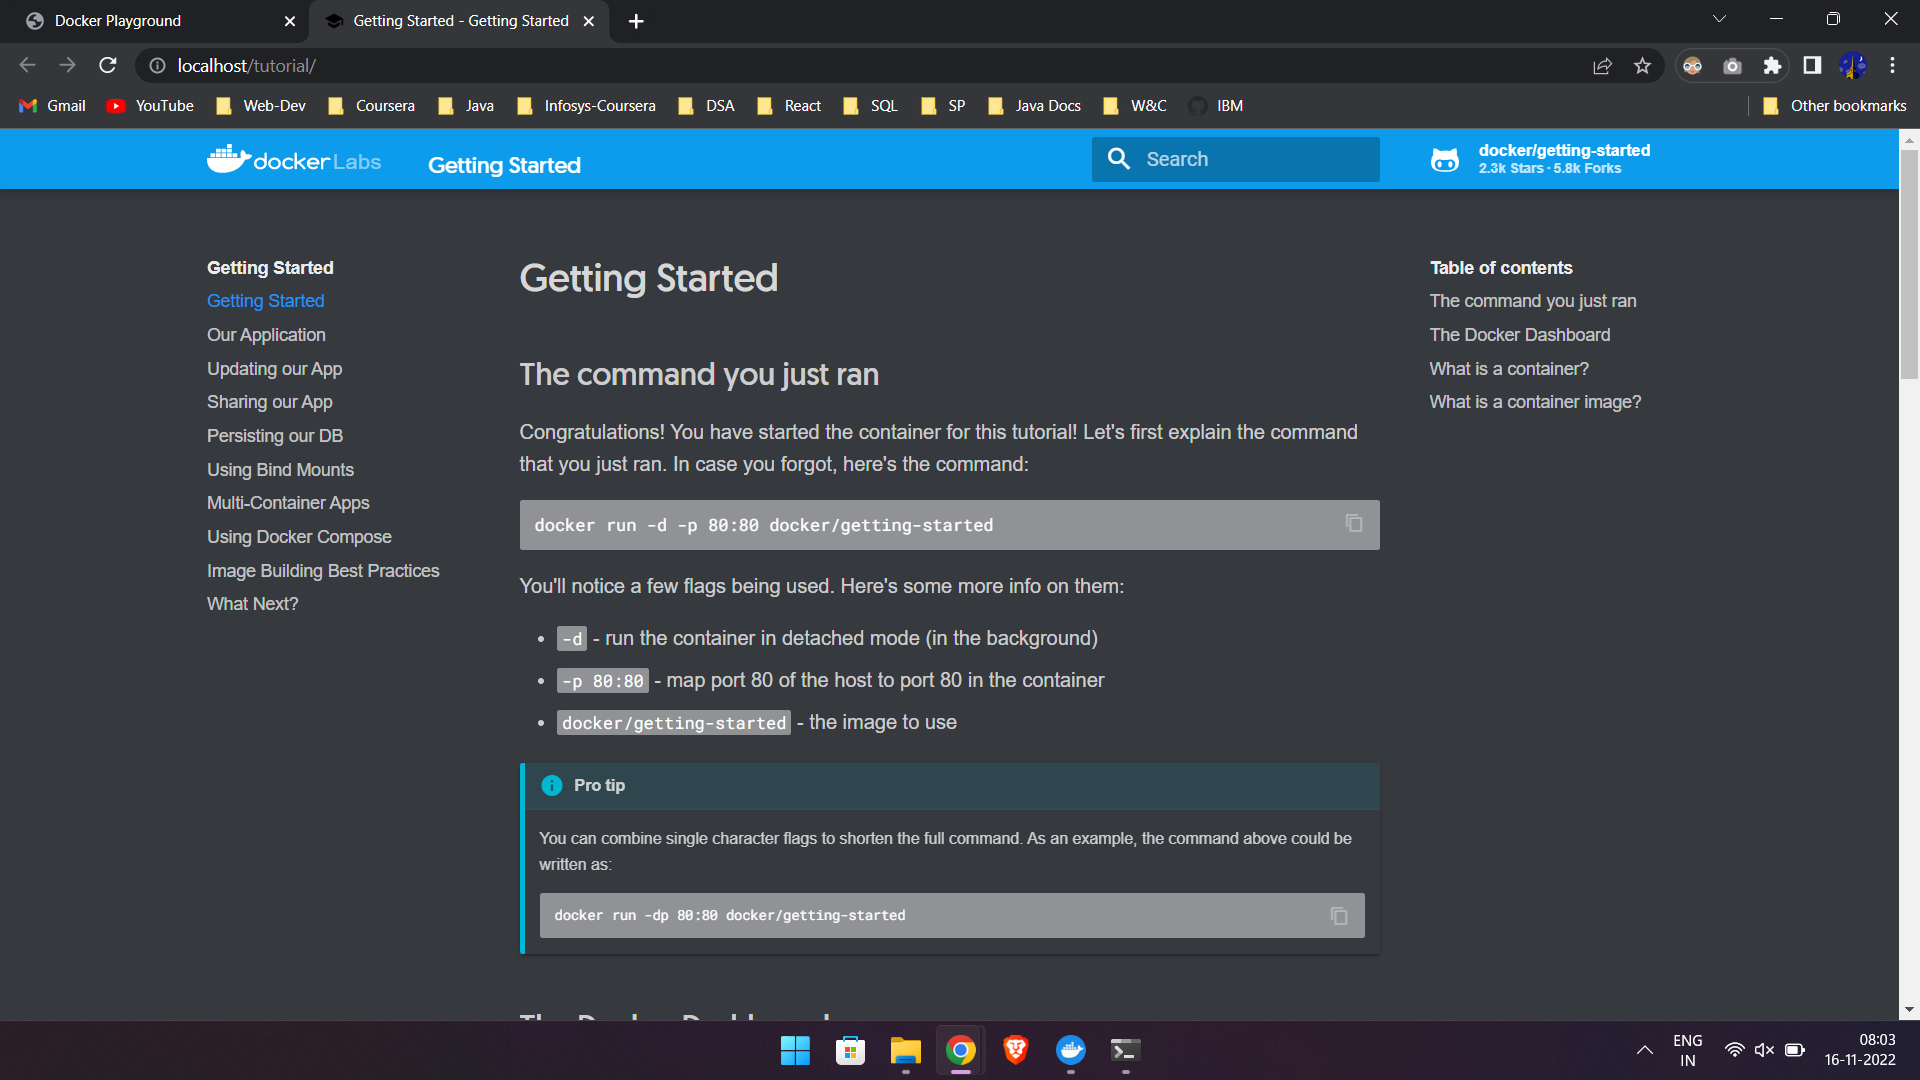 Docker Playground
Getting Started - Getting Started
localhost/tutorial/
Gmail
YouTube
Web-Dev
Coursera
Java
Infosys-Coursera
DSA
React
SQL
SP
Java Docs
W&C
IBM
Other bookmarks
docker Labs
Getting Started
Search
docker/getting-started
2.3k Stars · 5.8k Forks
Getting Started
Getting Started
Our Application
Updating our App
Sharing our App
Persisting our DB
Using Bind Mounts
Multi-Container Apps
Using Docker Compose
Image Building Best Practices
What Next?
Getting Started
The command you just ran
Congratulations! You have started the container for this tutorial! Let's first explain the command
that you just ran. In case you forgot, here's the command:
docker run -d -p 80:80 docker/getting-started
You'll notice a few flags being used. Here's some more info on them:
-d - run the container in detached mode (in the background)
-p 80:80 - map port 80 of the host to port 80 in the container
docker/getting-started - the image to use
Pro tip
You can combine single character flags to shorten the full command. As an example, the command above could be
written as:
docker run -dp 80:80 docker/getting-started
The Docker Dashboard
Table of contents
The command you just ran
The Docker Dashboard
What is a container?
What is a container image?
ENG
IN
08:03
16-11-2022